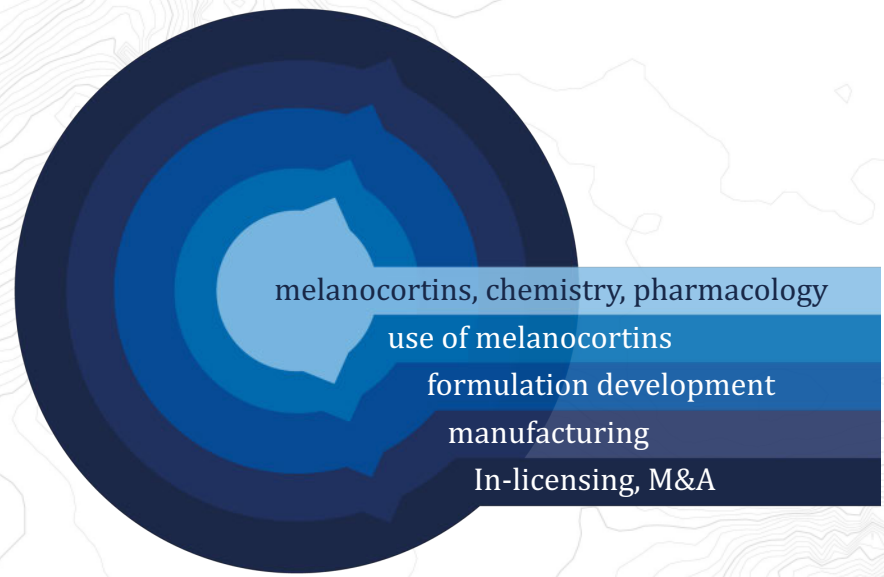 melanocortins, chemistry, pharmacology
use of melanocortins
formulation development
manufacturing
In-licensing, M&A